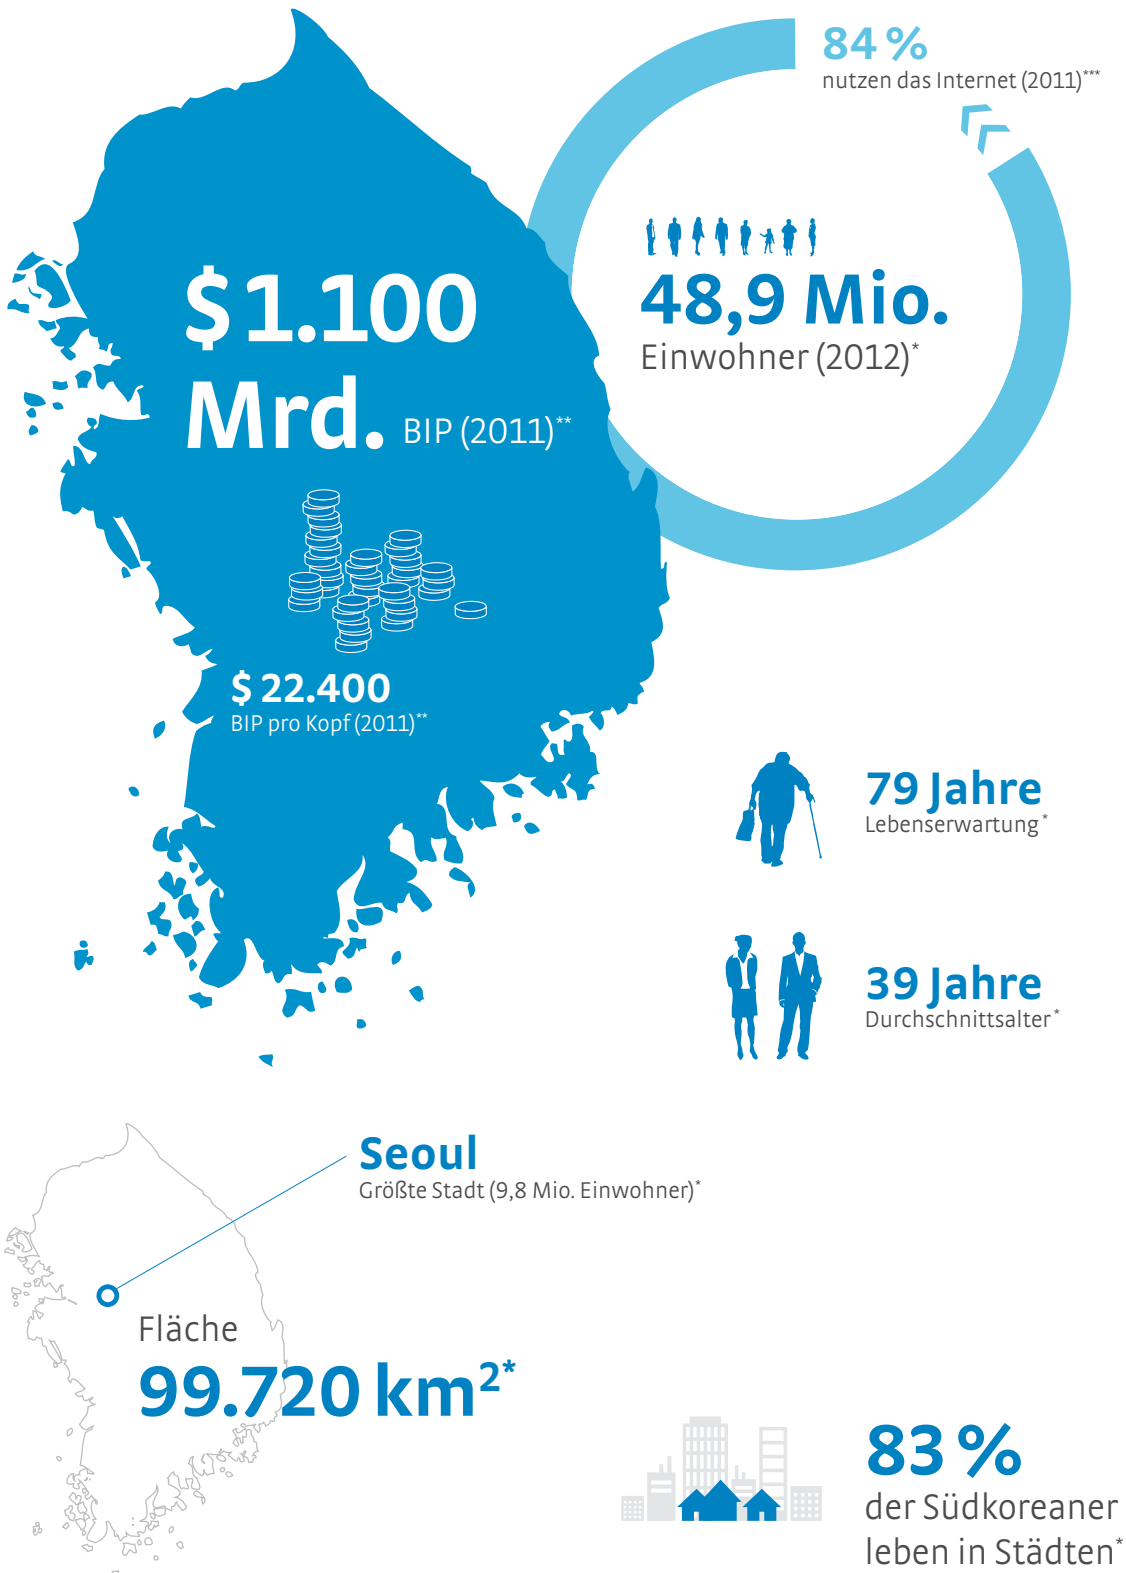 84 %
nutzen das Internet (2011)***
48,9 Mio.
Einwohner (2012)*
$ 1.100
Mrd. BIP (2011)**
$ 22.400
BIP pro Kopf (2011)**
79 Jahre
Lebenserwartung*
39 Jahre
Durchschnittsalter*
Seoul
Größte Stadt (9,8 Mio. Einwohner)*
Fläche
99.720 km²*
83 %
der Südkoreaner
leben in Städten*